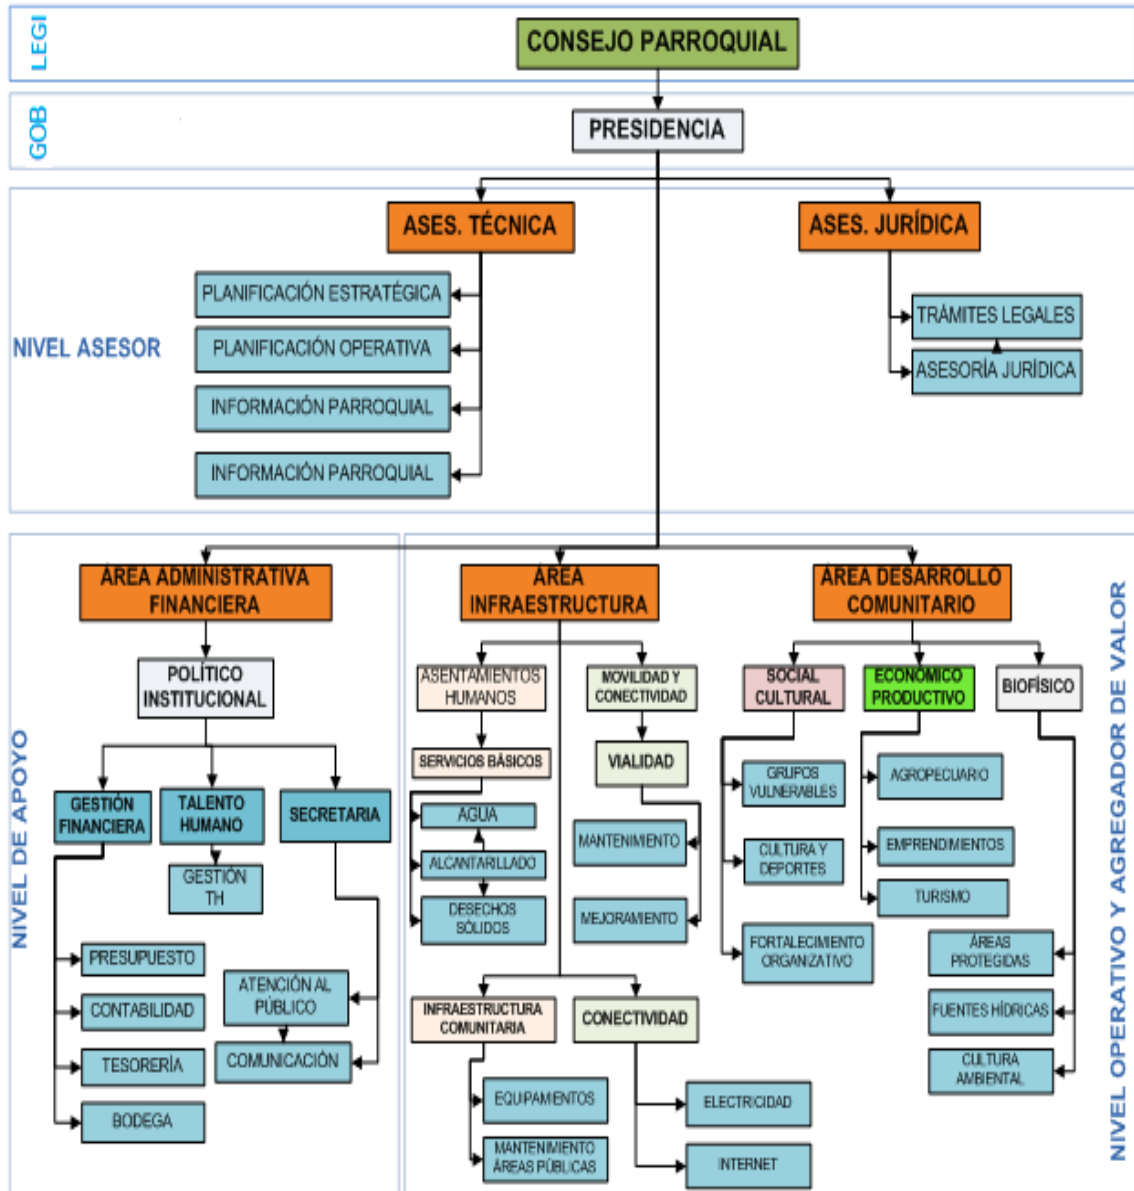 LEGI
CONSEJO PARROQUIAL
GOB
PRESIDENCIA
NIVEL ASESOR
ASES. TÉCNICA
PLANIFICACIÓN ESTRATÉGICA
PLANIFICACIÓN OPERATIVA
INFORMACIÓN PARROQUIAL
INFORMACIÓN PARROQUIAL
ASES. JURÍDICA
TRÁMITES LEGALES
ASESORÍA JURÍDICA
NIVEL DE APOYO
ÁREA ADMINISTRATIVA
FINANCIERA
POLÍTICO
INSTITUCIONAL
GESTIÓN
FINANCIERA
TALENTO
HUMANO
SECRETARIA
GESTIÓN
TH
PRESUPUESTO
CONTABILIDAD
TESORERÍA
BODEGA
ATENCIÓN AL
PÚBLICO
COMUNICACIÓN
NIVEL OPERATIVO Y AGREGADOR DE VALOR
ÁREA
INFRAESTRUCTURA
ASENTAMIENTOS
HUMANOS
SERVICIOS BÁSICOS
AGUA
ALCANTARILLADO
DESECHOS
SÓLIDOS
MOVILIDAD Y
CONECTIVIDAD
VIALIDAD
MANTENIMIENTO
MEJORAMIENTO
INFRAESTRUCTURA
COMUNITARIA
EQUIPAMIENTOS
MANTENIMIENTO
ÁREAS PÚBLICAS
CONECTIVIDAD
ELECTRICIDAD
INTERNET
ÁREA DESARROLLO
COMUNITARIO
SOCIAL
CULTURAL
GRUPOS
VULNERABLES
CULTURA Y
DEPORTES
FORTALECIMIENTO
ORGANIZATIVO
ECONOMICO
PRODUCTIVO
AGROPECUARIO
EMPRENDIMIENTOS
TURISMO
BIOFÍSICO
ÁREAS
PROTEGIDAS
FUENTES HÍDRICAS
CULTURA
AMBIENTAL